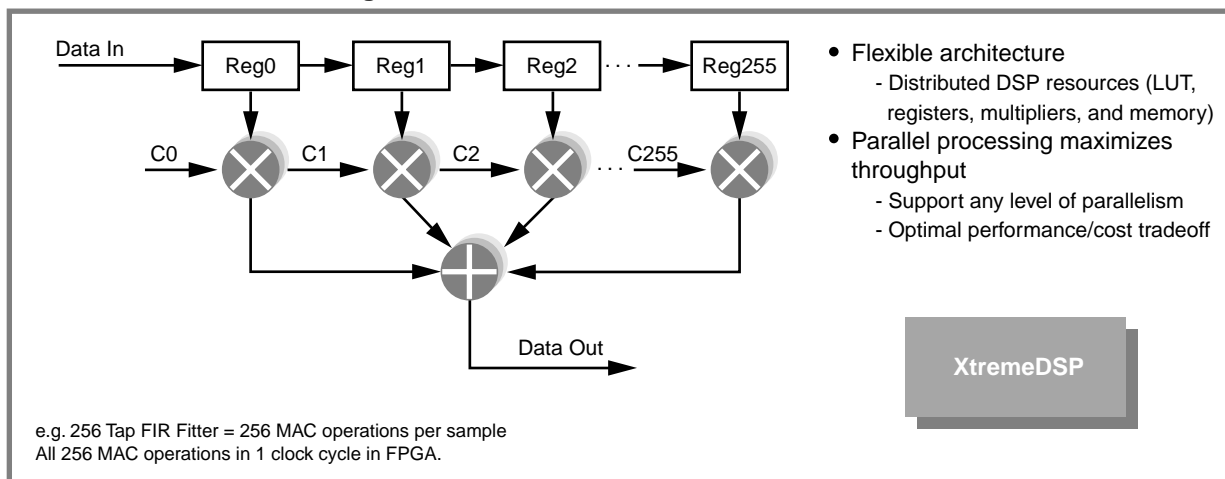 Data In
Reg0
Reg1
Reg2
...
Reg255
C0
C1
C2
...
C255
Data Out
e.g. 256 Tap FIR Fitter = 256 MAC operations per sample
All 256 MAC operations in 1 clock cycle in FPGA.
• Flexible architecture
- Distributed DSP resources (LUT,
registers, multipliers, and memory)
• Parallel processing maximizes
throughput
- Support any level of parallelism
- Optimal performance/cost tradeoff
XtremeDSP